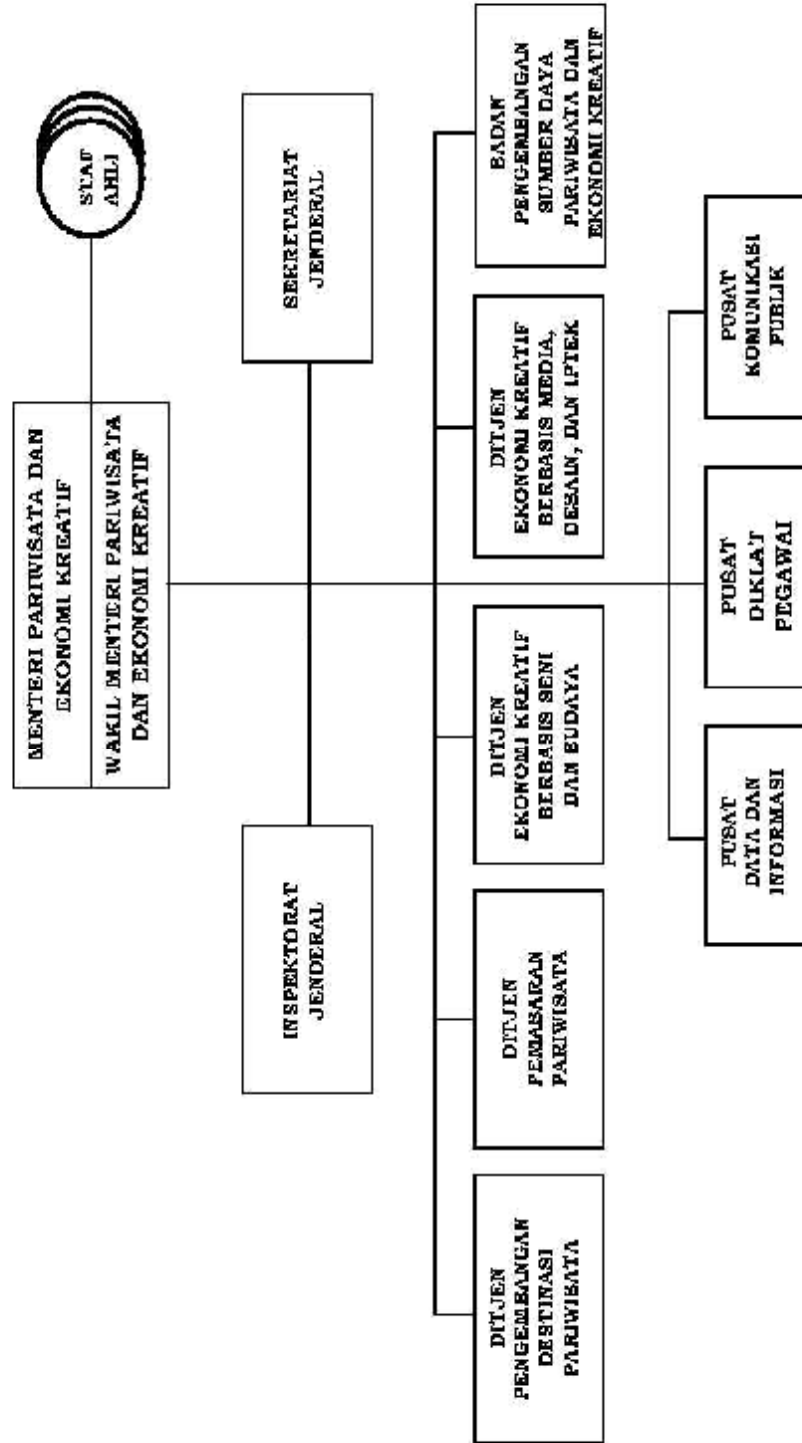 MENTERI PARIWISATA DAN
EKONOMI KREATIF
WAKIL MENTERI PARIWISATA
DAN EKONOMI KREATIF
STAF
AHLI
INSPEKTORAT
JENDERAL
SEKRETARIAT
JENDERAL
DITJEN
PENGEMBANGAN
DESTINASI
PARIWISATA
DITJEN
PEMASARAN
PARIWISATA
DITJEN
EKONOMI KREATIF
BERBASIS SENI
DAN BUDAYA
DITJEN
EKONOMI KREATIF
BERBASIS MEDIA,
DESAIN, DAN IPTEK
BADAN
PENGEMBANGAN
SUMBER DAYA
PARIWISATA DAN
EKONOMI KREATIF
PUSAT
DATA DAN
INFORMASI
PUSAT
DIKLAT
PEGAWAI
PUSAT
KOMUNIKASI
PUBLIK